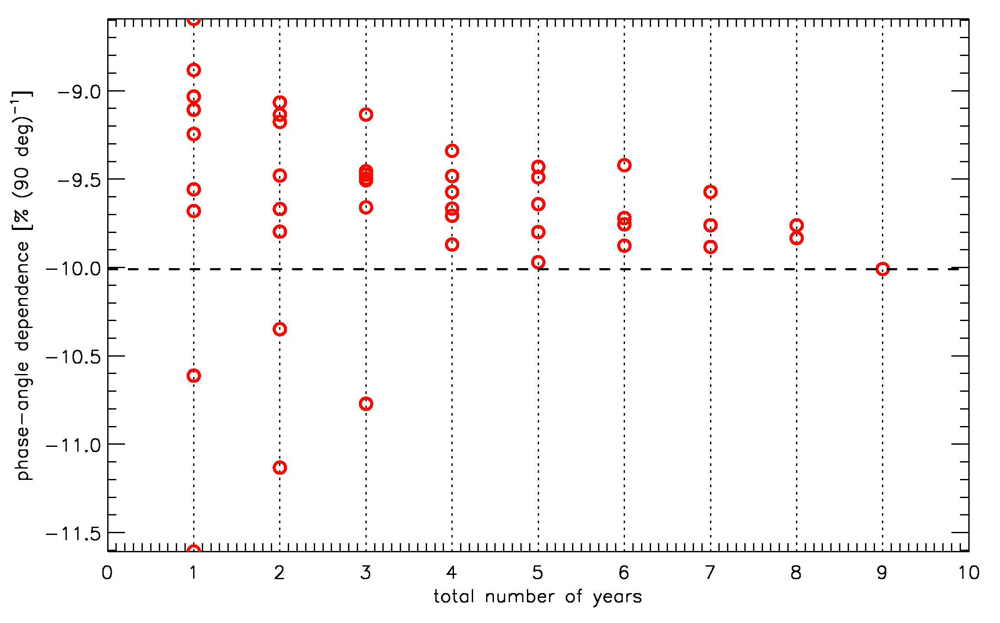 phase-angle dependence [% (90 deg)⁻¹]
-9.0
-9.5
-10.0
-10.5
-11.0
-11.5
0 1 2 3 4 5 6 7 8 9 10
total number of years